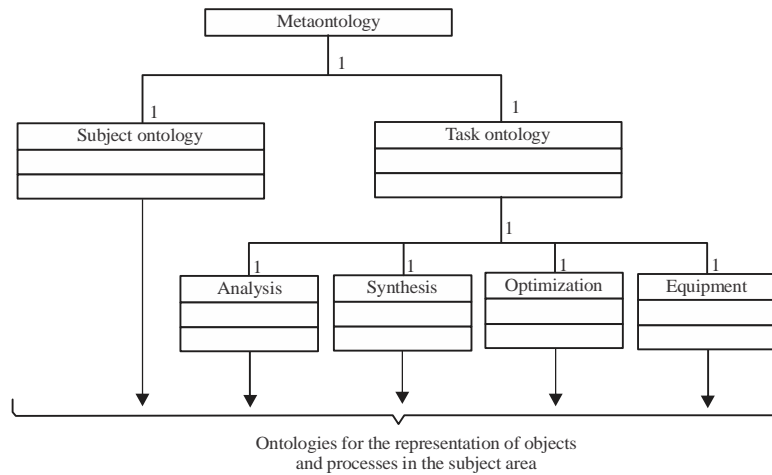 Metaontology
1
1
1
Subject ontology
Task ontology
1
1
1
1
1
Analysis
Synthesis
Optimization
Equipment
Ontologies for the representation of objects
and processes in the subject area